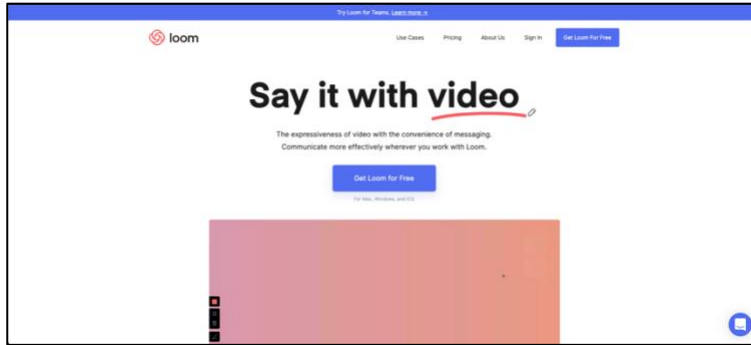 Try Loom for Teams. Learn more →
loom
Use Cases Pricing About Us Sign In Get Loom For Free
Say it with video
The expressiveness of video with the convenience of messaging.
Communicate more effectively wherever you work with Loom.
Get Loom for Free
For Mac, Windows, and iOS